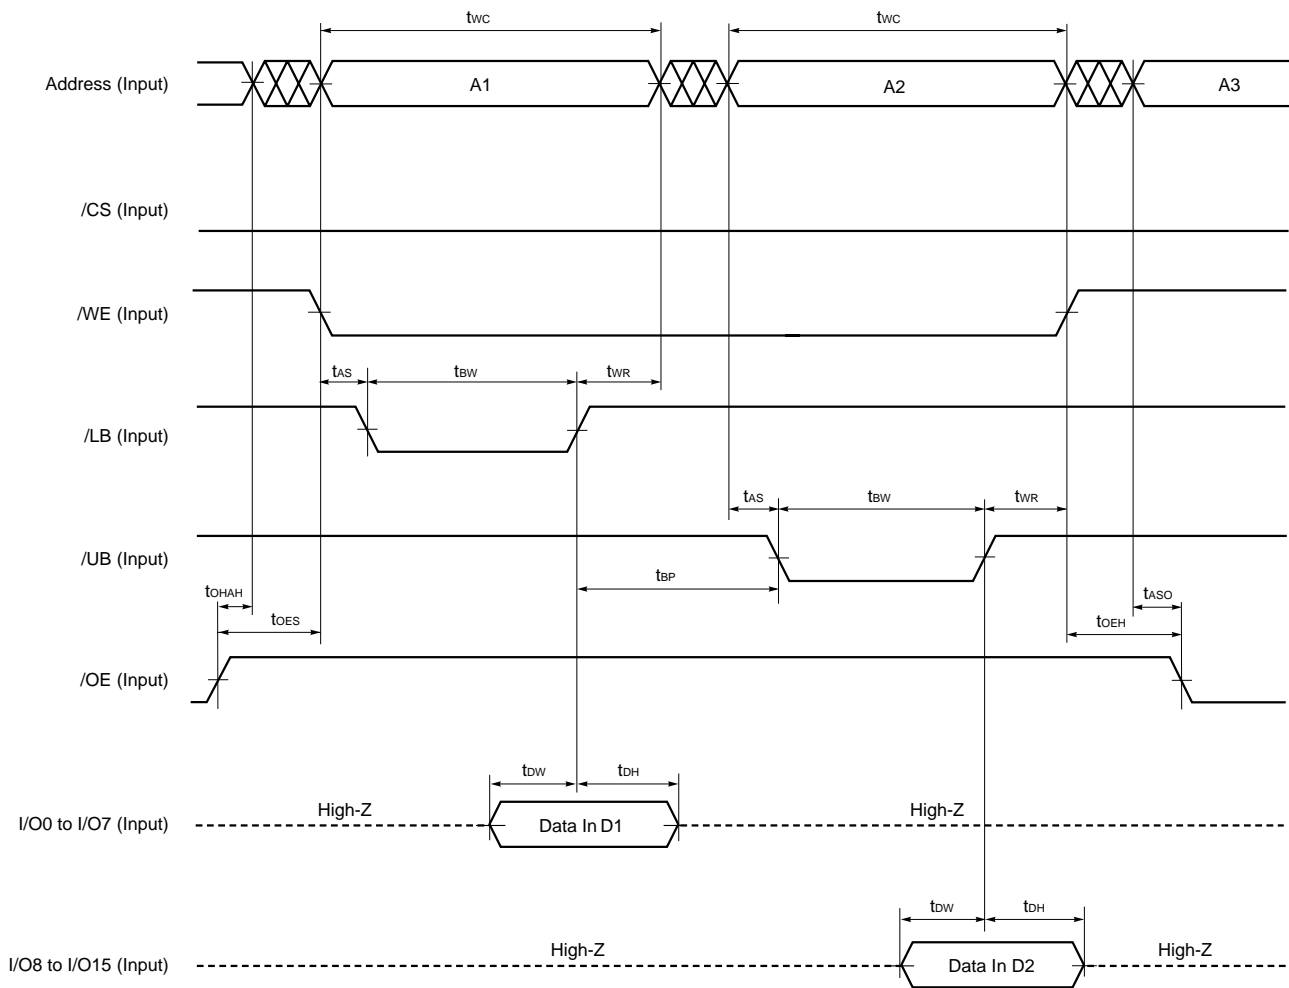 tWC
tWC
Address (Input)
A1
A2
A3
/CS (Input)
/WE (Input)
tAS
tBW
tWR
/LB (Input)
tAS
tBW
tWR
/UB (Input)
tBP
tOHAH
tASO
tOES
tOEH
/OE (Input)
tDW
tDH
High-Z
High-Z
I/O0 to I/O7 (Input)
Data In D1
tDW
tDH
High-Z
High-Z
I/O8 to I/O15 (Input)
Data In D2